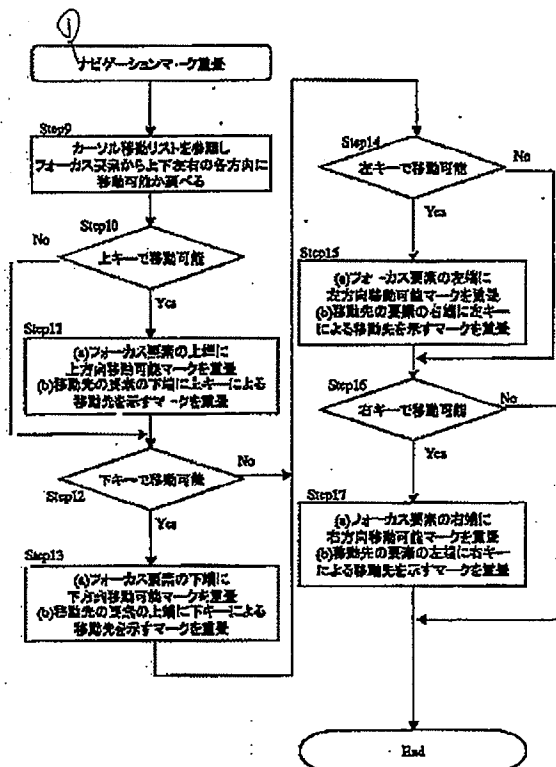 1
ナビゲーションマーク重畳
Step9
カーソル移動リストを参照し
フォーカス要素から上下左右の各方向に
移動可能か調べる
Step10
No
上キーで移動可能
Yes
Step11
(a)フォーカス要素の上端に
上方向移動可能マークを重畳
(b)移動先の要素の下端に上キーによる
移動先を示すマークを重畳
下キーで移動可能
No
Step12
Yes
Step13
(a)フォーカス要素の下端に
下方向移動可能マークを重畳
(b)移動先の要素の上端に下キーによる
移動先を示すマークを重畳
Step14
No
左キーで移動可能
Yes
Step15
(a)フォーカス要素の左端に
左方向移動可能マークを重畳
(b)移動先の要素の右端に左キー
による移動先を示すマークを重畳
Step16
右キーで移動可能
No
Yes
Step17
(a)フォーカス要素の右端に
右方向移動可能マークを重畳
(b)移動先の要素の左端に右キー
による移動先を示すマークを重畳
End